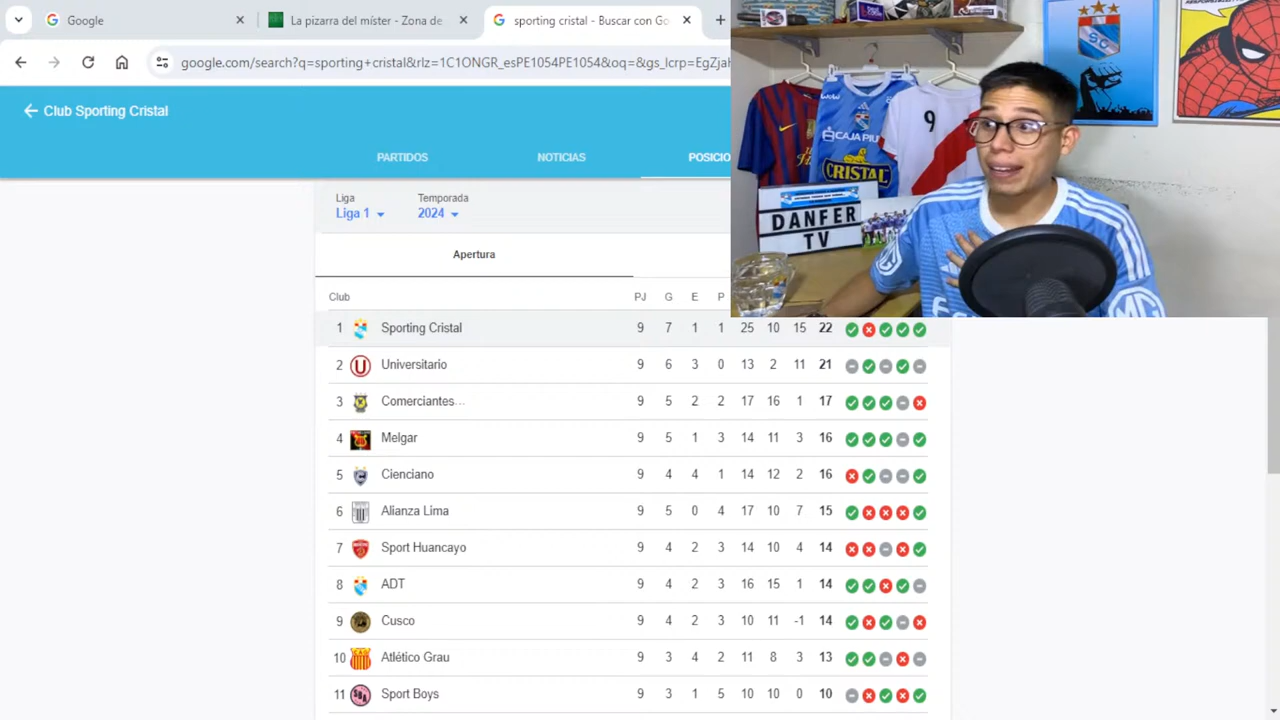 Google
La pizarra del míster - Zona de
sporting cristal - Buscar con Go
google.com/search?q=sporting+cristal&rlz=1C1ONGR_esPE1054PE1054&oq=&gs_lcrp=EgZjaH
Club Sporting Cristal
PARTIDOS NOTICIAS POSICIO
Liga Temporada
Liga 1 2024
Apertura
Club PJ G E P
1 Sporting Cristal 9 7 1 1 25 10 15 22
2 Universitario 9 6 3 0 13 2 11 21
3 Comerciantes... 9 5 2 2 17 16 1 17
4 Melgar 9 5 1 3 14 11 3 16
5 Cienciano 9 4 4 1 14 12 2 16
6 Alianza Lima 9 5 0 4 17 10 7 15
7 Sport Huancayo 9 4 2 3 14 10 4 14
8 ADT 9 4 2 3 16 15 1 14
9 Cusco 9 4 2 3 10 11 -1 14
10 Atlético Grau 9 3 4 2 11 8 3 13
11 Sport Boys 9 3 1 5 10 10 0 10
SC
9
CAJA PIU
CRISTAL
DANFER
TV
MG
MG